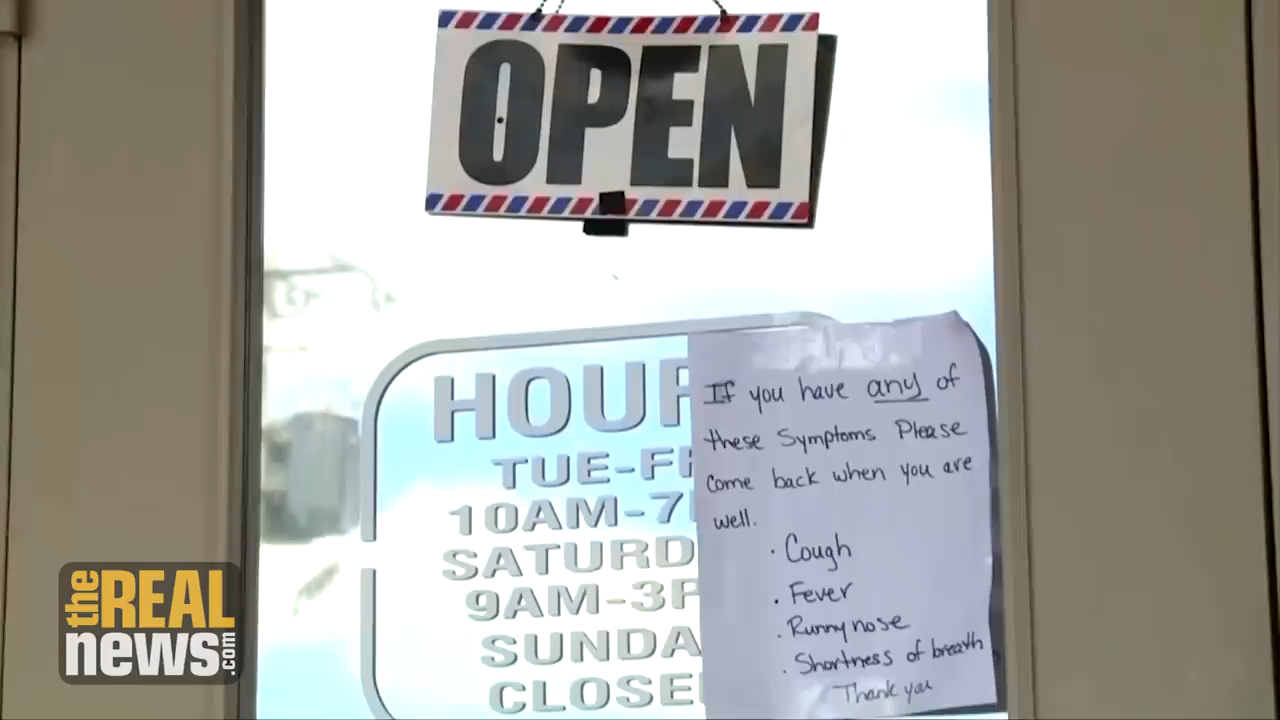 OPEN
HOUR
TUE-FR
10AM-7
SATURD
9AM-3P
SUNDA
CLOSE
If you have any of
these Symptoms Please
come back when you are
well.
· Cough
· Fever
· Runny nose
· Shortness of breath
Thank you
the REAL
news.com